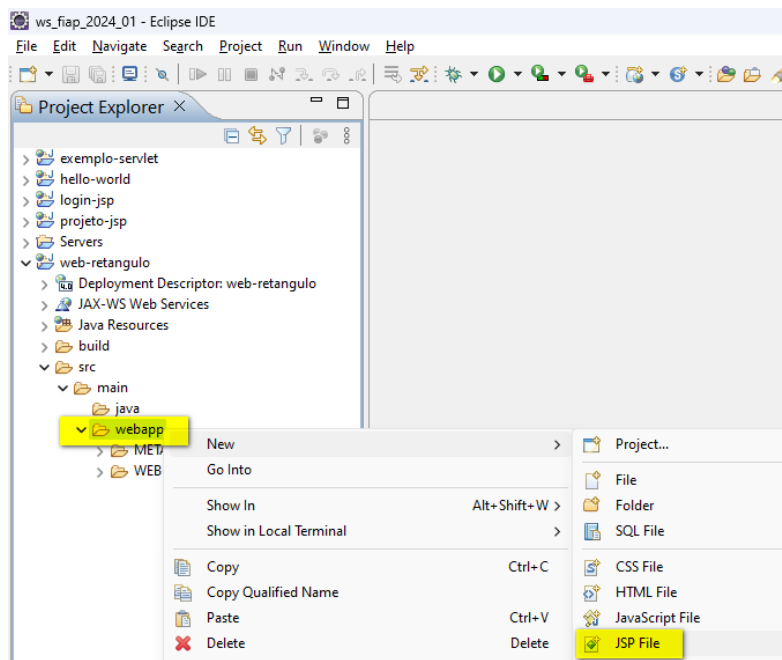 ws_fiap_2024_01 - Eclipse IDE
File Edit Navigate Search Project Run Window Help
Project Explorer
exemplo-servlet
hello-world
login-jsp
projeto-jsp
Servers
web-retangulo
Deployment Descriptor: web-retangulo
JAX-WS Web Services
Java Resources
build
src
main
java
webapp
META
WEB
New
Go Into
Show In Alt+Shift+W
Show in Local Terminal
Copy Ctrl+C
Copy Qualified Name
Paste Ctrl+V
Delete Delete
Project...
File
Folder
SQL File
CSS File
HTML File
JavaScript File
JSP File